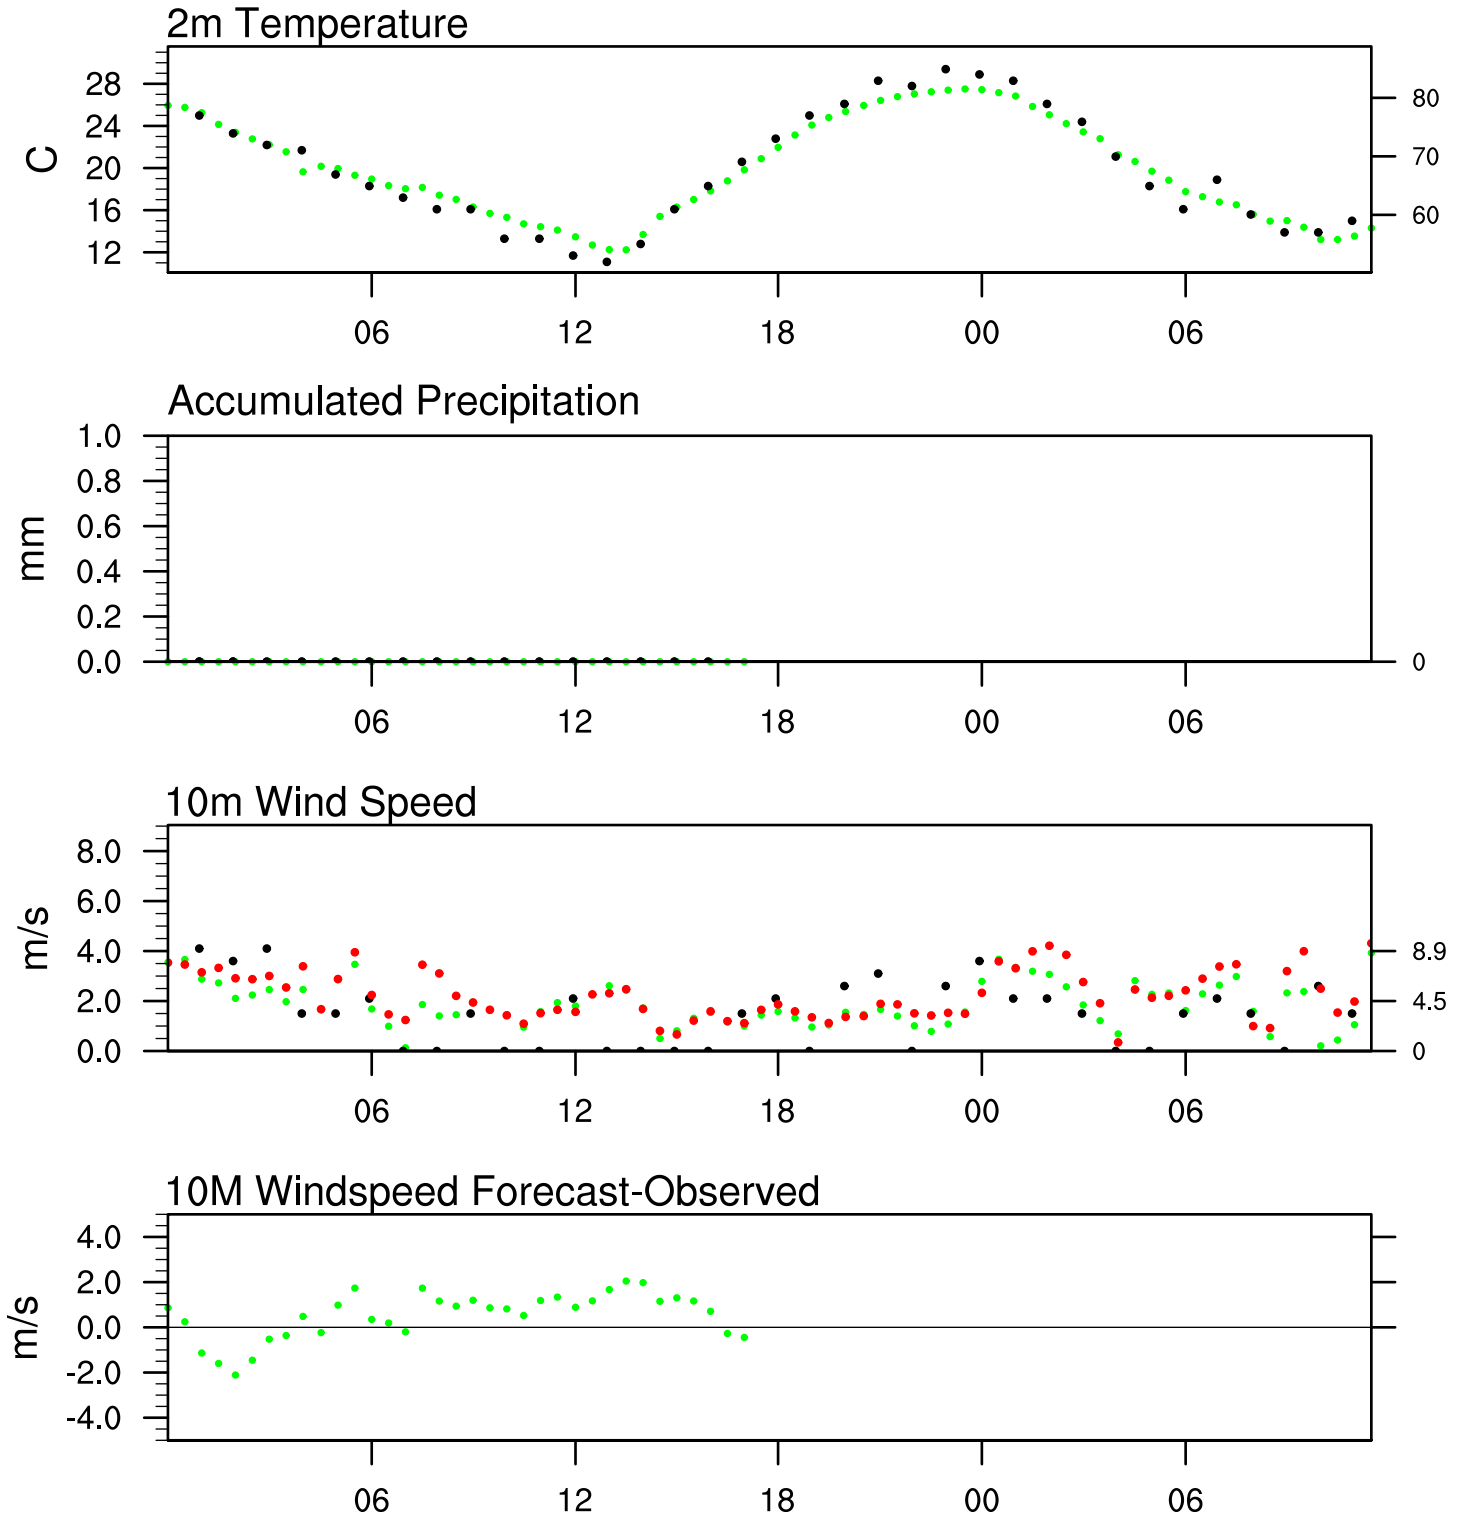 2m Temperature
C
28
24
20
16
12
80
70
60
06 12 18 00 06
Accumulated Precipitation
mm
1.0
0.8
0.6
0.4
0.2
0.0
0
06 12 18 00 06
10m Wind Speed
m/s
8.0
6.0
4.0
2.0
0.0
8.9
4.5
0
06 12 18 00 06
10M Windspeed Forecast-Observed
m/s
4.0
2.0
0.0
-2.0
-4.0
06 12 18 00 06